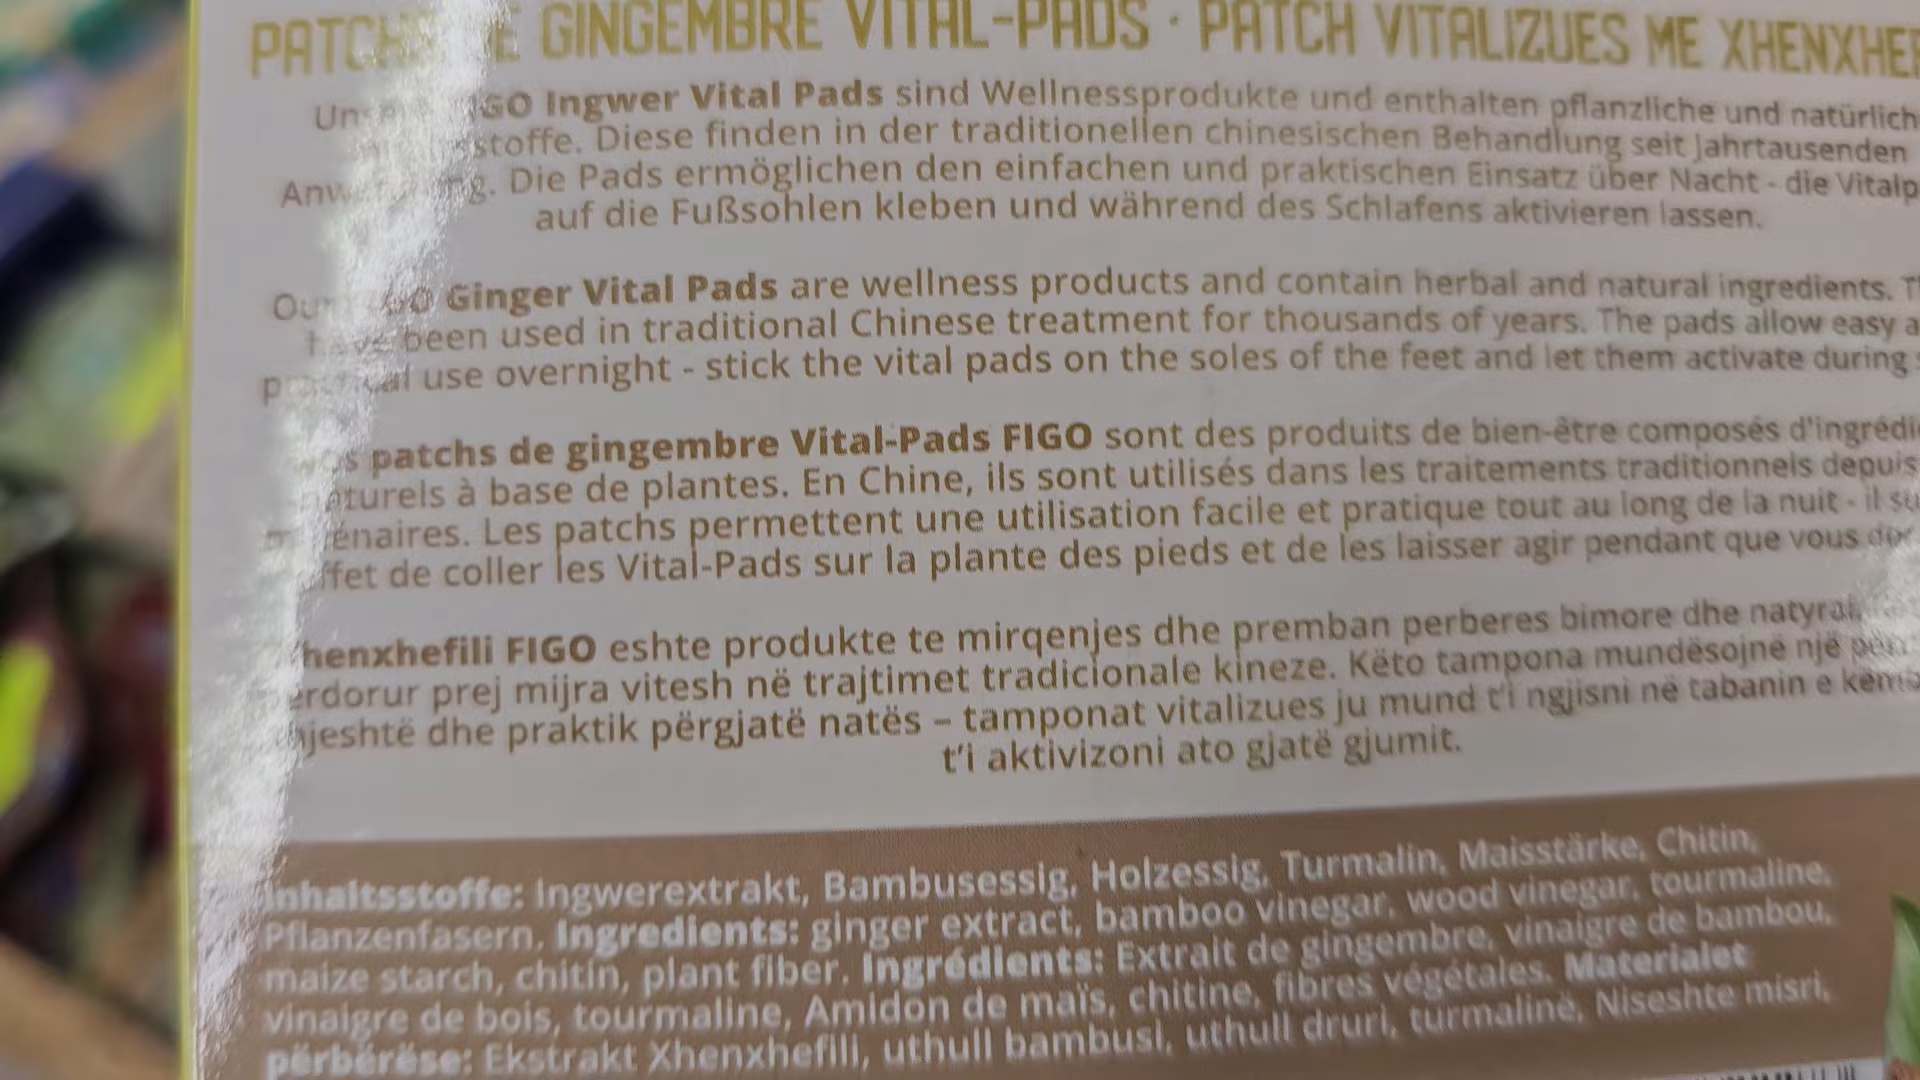 GINGEMBRE VITAL-PADS · PATCH VITALIZUES ME
GO Ingwer Vital Pads sind Wellnessprodukte und enthalten pflanzliche und natürlich
stoffe. Diese finden in der traditionellen chinesischen Behandlung seit Jahrtausenden
Die Pads ermöglichen den einfachen und praktischen Einsatz über Nacht - die Vitalp
auf die Fußsohlen kleben und während des Schlafens aktivieren lassen.
Ginger Vital Pads are wellness products and contain herbal and natural ingredients.
been used in traditional Chinese treatment for thousands of years. The pads allow easy a
use overnight - stick the vital pads on the soles of the feet and let them activate during
patchs de gingembre Vital-Pads FIGO sont des produits de bien-être composés d'ingrédi
turels à base de plantes. En Chine, ils sont utilisés dans les traitements traditionnels depuis
énaires. Les patchs permettent une utilisation facile et pratique tout au long de la nuit - il su
ffet de coller les Vital-Pads sur la plante des pieds et de les laisser agir pendant que vous
henxhefili FIGO eshte produkte te mirqenjes dhe premban perberes bimore dhe natyral
erdorur prej mijra vitesh në trajtimet tradicionale kineze. Këto tampona mundësojnë një
jeshtë dhe praktik përgjatë natës – tamponat vitalizues ju mund t'i ngjisni në tabanin e
t'i aktivizoni ato gjatë gjumit.
Inhaltsstoffe: Ingwerextrakt, Bambusessig, Holzessig, Turmalin, Maisstärke, Chitin,
Pflanzenfasern. Ingredients: ginger extract, bamboo vinegar, wood vinegar, tourmaline,
maize starch, chitin, plant fiber. Ingrédients: Extrait de gingembre, vinaigre de bambou,
vinaigre de bois, tourmaline, Amidon de maïs, chitine, fibres végétales. Materialet
përbërëse: Ekstrakt Xhenxhefili, uthull bambusi, uthull druri, turmalinë, Niseshte misri,